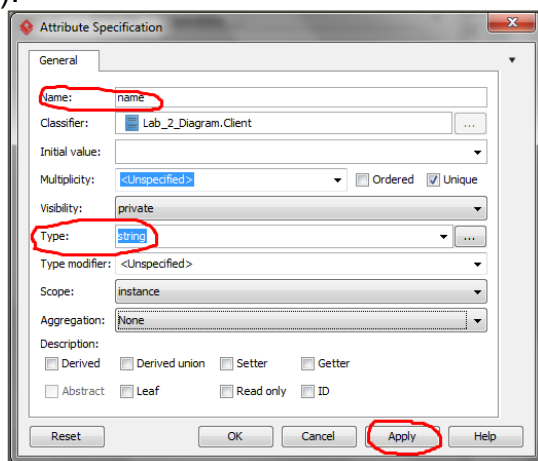 ).
Attribute Specification
General
Name: name
Classifier: Lab_2_Diagram.Client ...
Initial value:
Multiplicity: <Unspecified> Ordered Unique
Visibility: private
Type: string ...
Type modifier: <Unspecified>
Scope: instance
Aggregation: None
Description:
Derived Derived union Setter Getter
Abstract Leaf Read only ID
Reset OK Cancel Apply Help